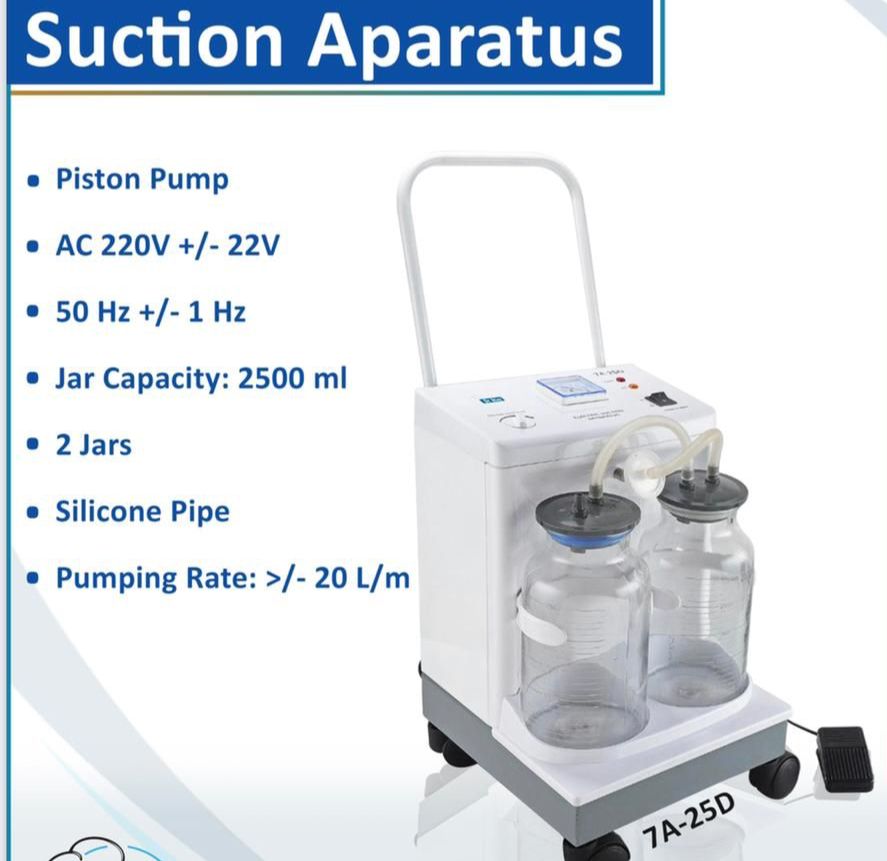 Suction Aparatus
• Piston Pump
• AC 220V +/- 22V
• 50 Hz +/- 1 Hz
• Jar Capacity: 2500 ml
• 2 Jars
• Silicone Pipe
• Pumping Rate: >/- 20 L/m
7A-25D
7A-25D